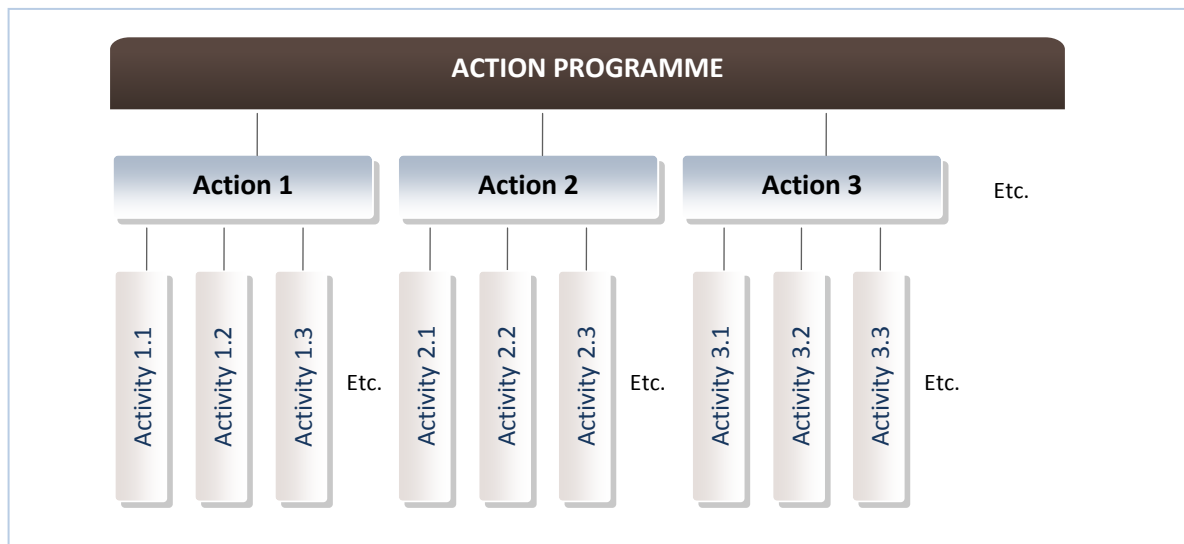 ACTION PROGRAMME
Action 1
Action 2
Action 3
Etc.
Activity 1.1
Activity 1.2
Activity 1.3
Etc.
Activity 2.1
Activity 2.2
Activity 2.3
Etc.
Activity 3.1
Activity 3.2
Activity 3.3
Etc.